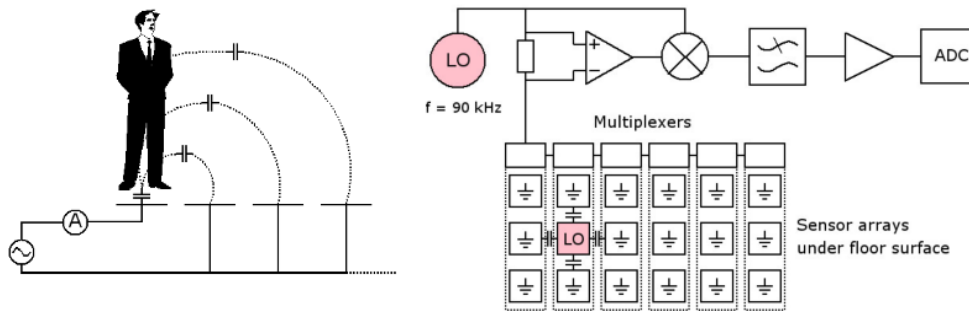 A
LO
f = 90 kHz
+
−
ADC
Multiplexers
LO
Sensor arrays
under floor surface